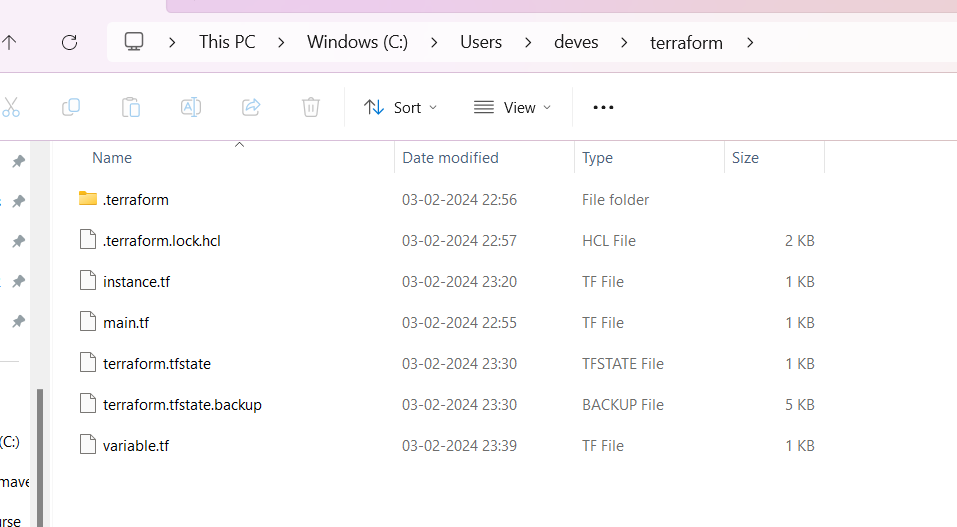 This PC > Windows (C:) > Users > deves > terraform >
Sort View
Name Date modified Type Size
.terraform 03-02-2024 22:56 File folder
.terraform.lock.hcl 03-02-2024 22:57 HCL File 2 KB
instance.tf 03-02-2024 23:20 TF File 1 KB
main.tf 03-02-2024 22:55 TF File 1 KB
terraform.tfstate 03-02-2024 23:30 TFSTATE File 1 KB
terraform.tfstate.backup 03-02-2024 23:30 BACKUP File 5 KB
(C:)
variable.tf 03-02-2024 23:39 TF File 1 KB